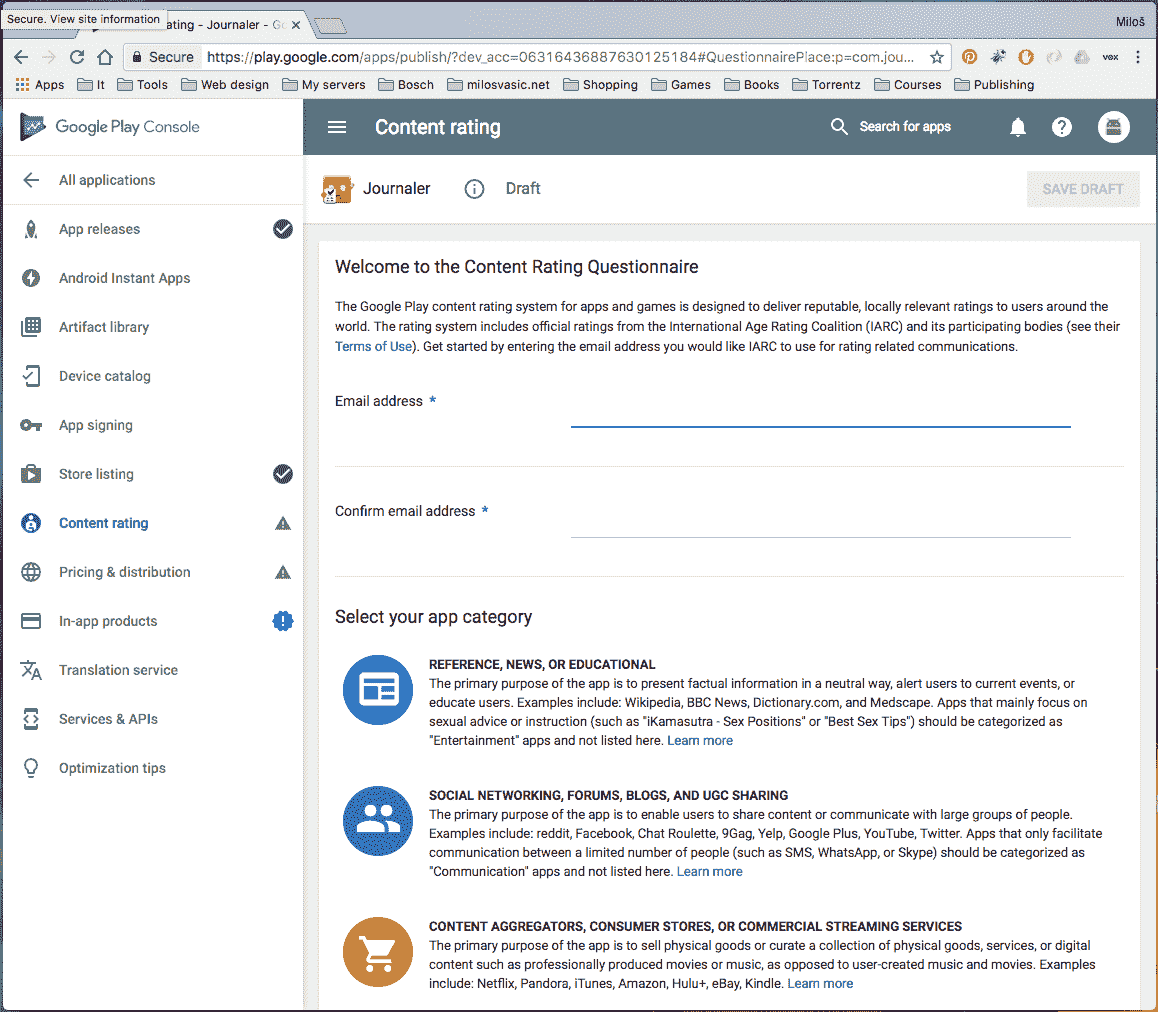 Secure. View site information
ating - Journaler - Go
Miloš
Secure
https://play.google.com/apps/publish/?dev_acc=06316436887630125184#QuestionnairePlace:p=com.jou...
vox
Apps
It
Tools
Web design
My servers
Bosch
milosvasic.net
Shopping
Games
Books
Torrentz
Courses
Publishing
Google Play Console
Content rating
Search for apps
All applications
Journaler
Draft
SAVE DRAFT
App releases
Android Instant Apps
Artifact library
Device catalog
App signing
Store listing
Content rating
Pricing & distribution
In-app products
Translation service
Services & APIs
Optimization tips
Welcome to the Content Rating Questionnaire
The Google Play content rating system for apps and games is designed to deliver reputable, locally relevant ratings to users around the
world. The rating system includes official ratings from the International Age Rating Coalition (IARC) and its participating bodies (see their
Terms of Use). Get started by entering the email address you would like IARC to use for rating related communications.
Email address *
Confirm email address *
Select your app category
REFERENCE, NEWS, OR EDUCATIONAL
The primary purpose of the app is to present factual information in a neutral way, alert users to current events, or
educate users. Examples include: Wikipedia, BBC News, Dictionary.com, and Medscape. Apps that mainly focus on
sexual advice or instruction (such as "iKamasutra - Sex Positions" or "Best Sex Tips") should be categorized as
"Entertainment" apps and not listed here. Learn more
SOCIAL NETWORKING, FORUMS, BLOGS, AND UGC SHARING
The primary purpose of the app is to enable users to share content or communicate with large groups of people.
Examples include: reddit, Facebook, Chat Roulette, 9Gag, Yelp, Google Plus, YouTube, Twitter. Apps that only facilitate
communication between a limited number of people (such as SMS, WhatsApp, or Skype) should be categorized as
"Communication" apps and not listed here. Learn more
CONTENT AGGREGATORS, CONSUMER STORES, OR COMMERCIAL STREAMING SERVICES
The primary purpose of the app is to sell physical goods or curate a collection of physical goods, services, or digital
content such as professionally produced movies or music, as opposed to user-created music and movies. Examples
include: Netflix, Pandora, iTunes, Amazon, Hulu+, eBay, Kindle. Learn more